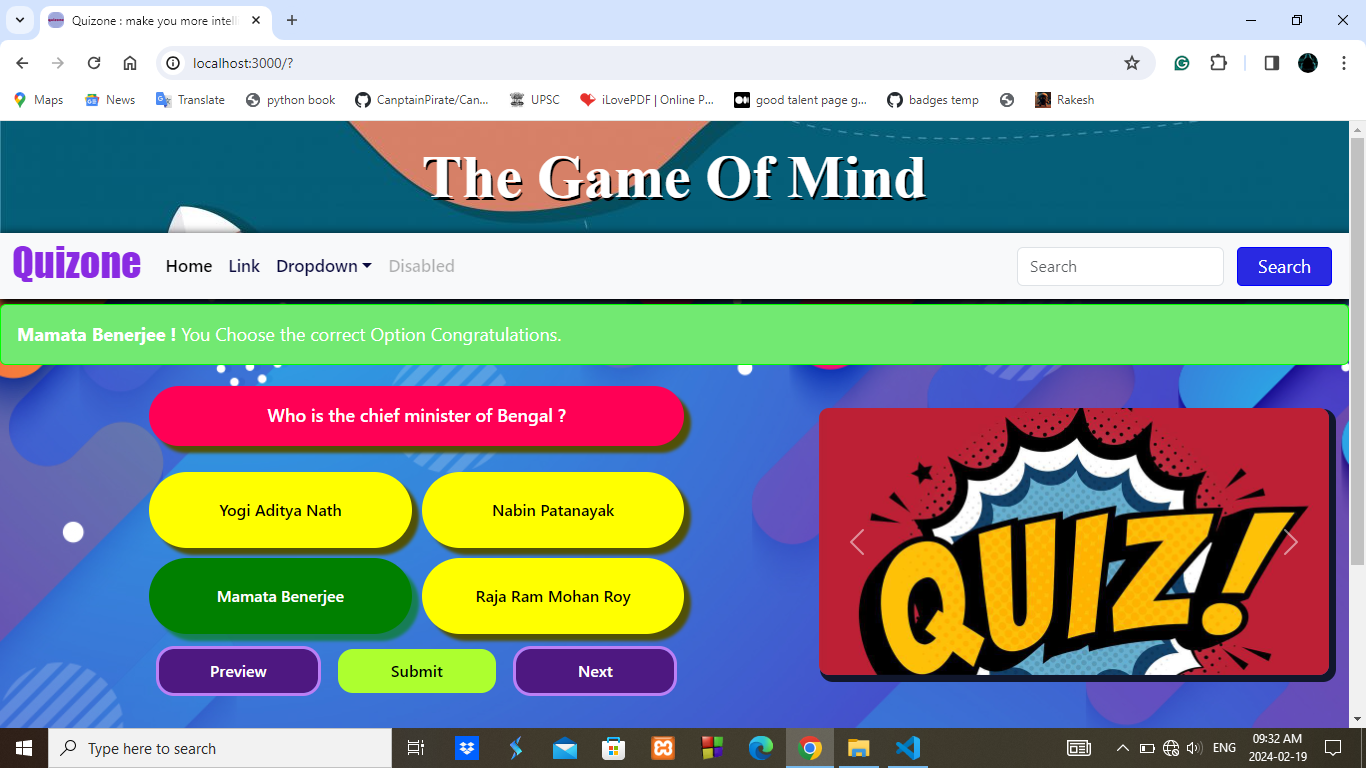 Quizone : make you more intell
localhost:3000/?
Maps News Translate python book CanptainPirate/Can... UPSC iLovePDF | Online P... good talent page g... badges temp Rakesh
The Game Of Mind
Quizone Home Link Dropdown Disabled Search Search
Mamata Benerjee ! You Choose the correct Option Congratulations.
Who is the chief minister of Bengal ?
Yogi Aditya Nath Nabin Patanayak
Mamata Benerjee Raja Ram Mohan Roy
Preview Submit Next
QUIZ!
Type here to search
ENG
09:32 AM
2024-02-19